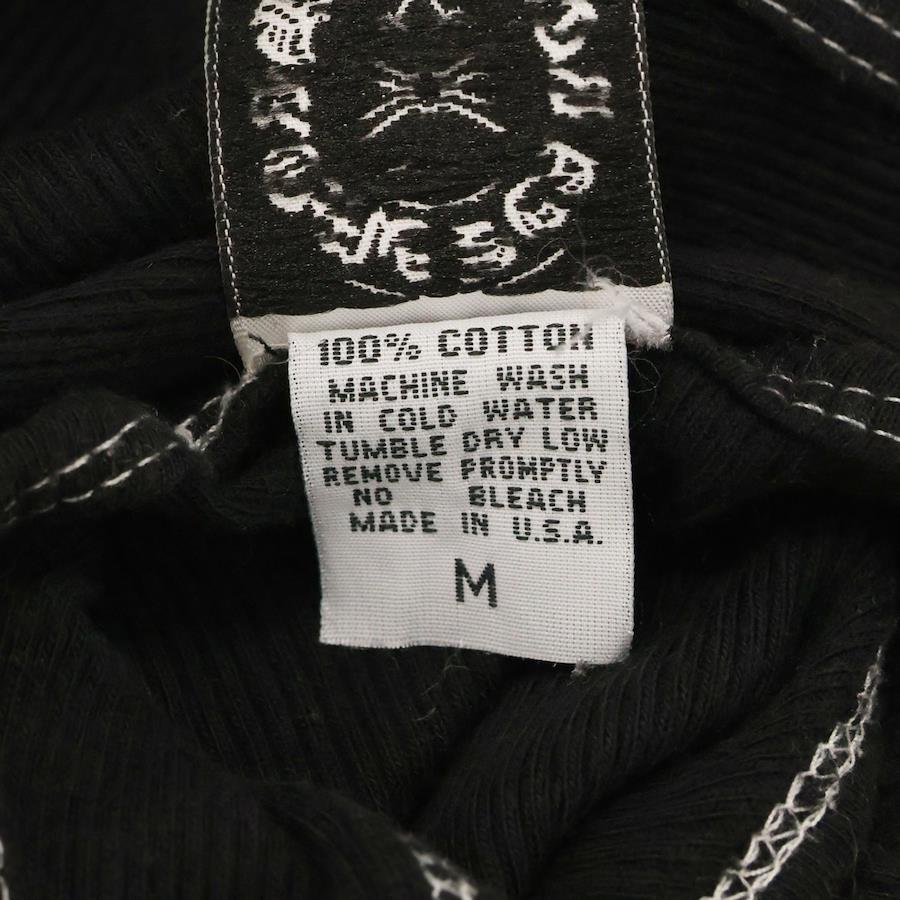 100% COTTON
MACHINE WASH
IN COLD WATER
TUMBLE DRY LOW
REMOVE PROMPTLY
NO BLEACH
MADE IN U.S.A.
M